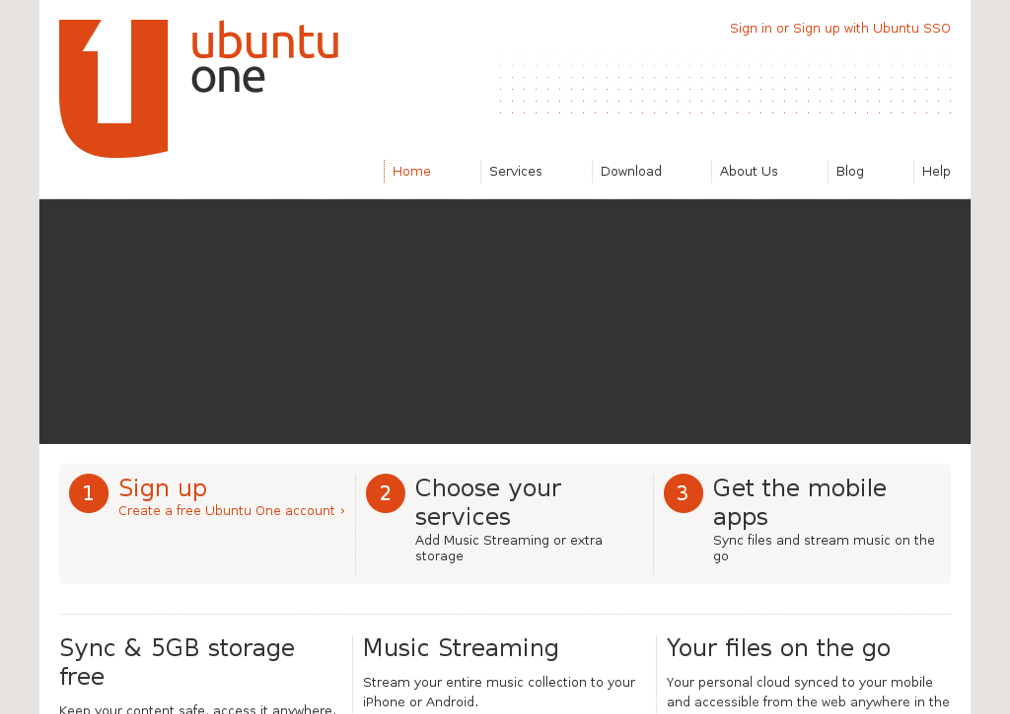 ubuntu
one
Sign in or Sign up with Ubuntu SSO
Home
Services
Download
About Us
Blog
Help
1
Sign up
Create a free Ubuntu One account ›
2
Choose your
services
Add Music Streaming or extra
storage
3
Get the mobile
apps
Sync files and stream music on the
go
Sync & 5GB storage
free
Keep your content safe, access it anywhere,
Music Streaming
Stream your entire music collection to your
iPhone or Android.
Your files on the go
Your personal cloud synced to your mobile
and accessible from the web anywhere in the